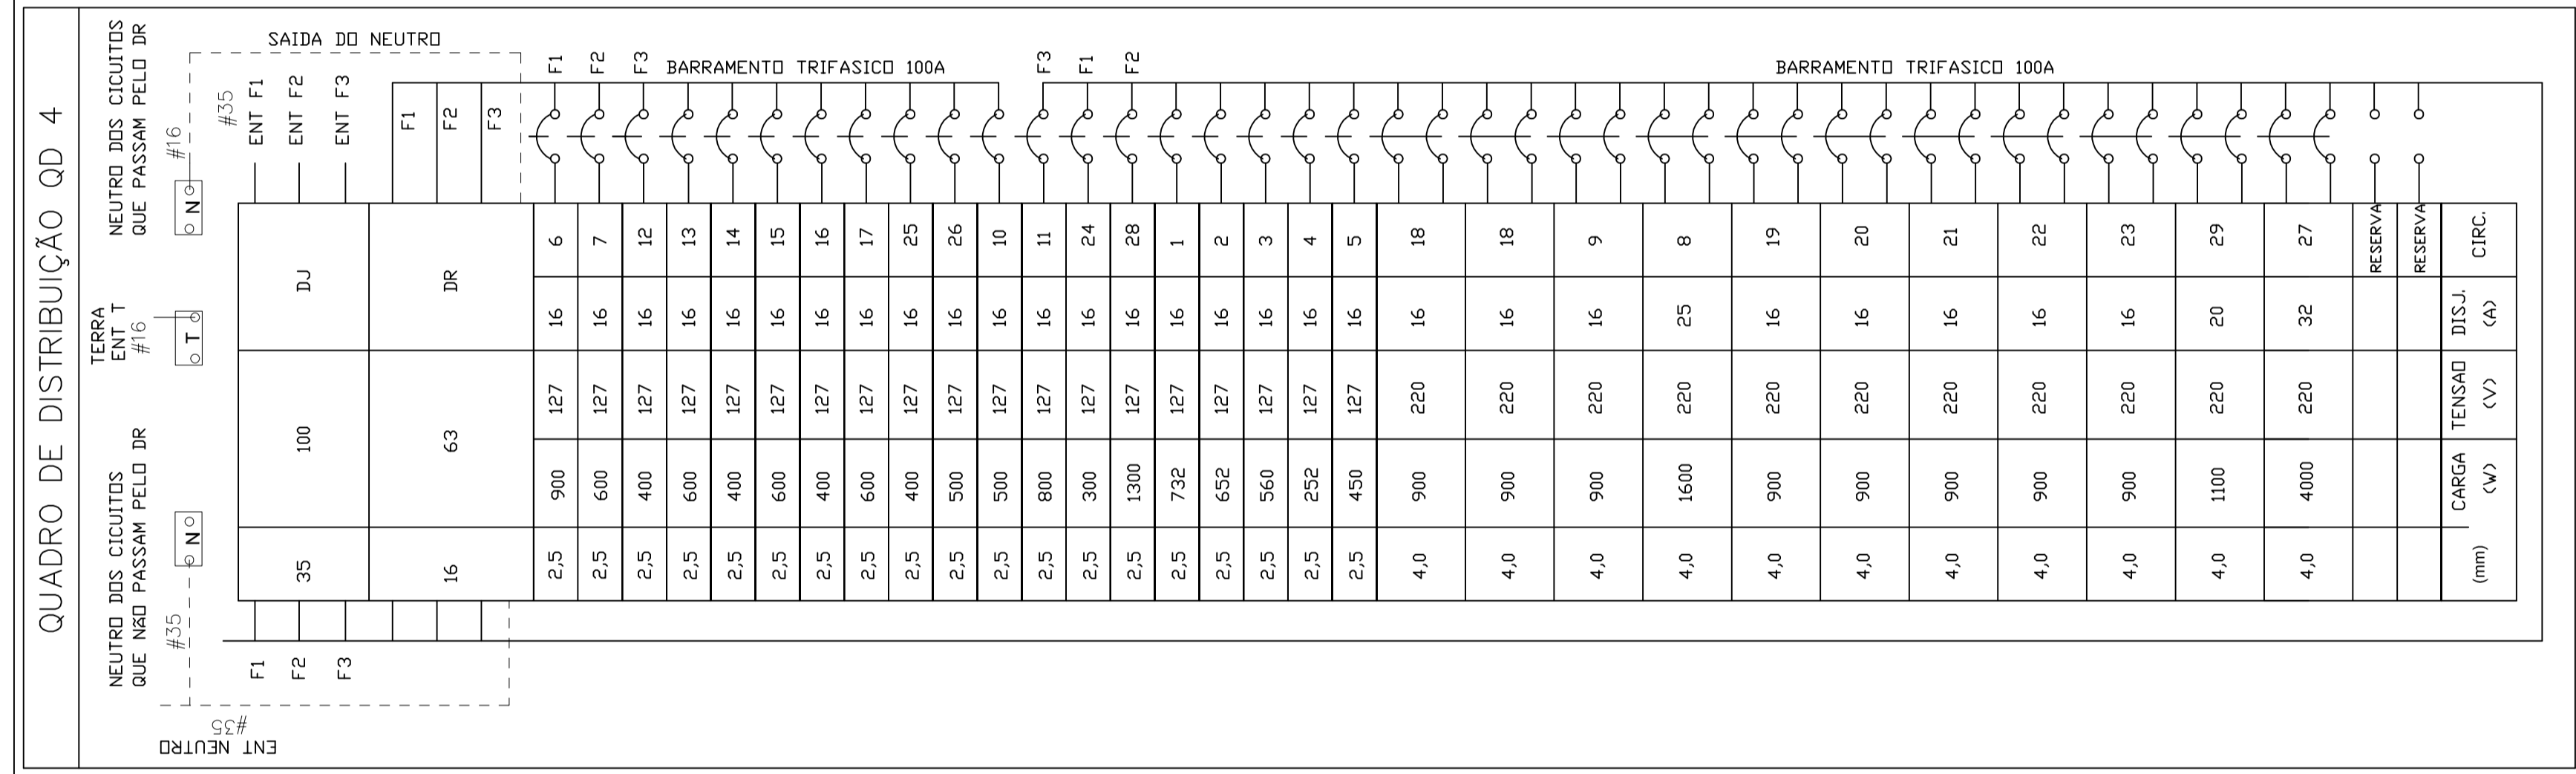 QUADRO DE DISTRIBUIÇÃO QD 4
NEUTRO DOS CICUITOS
QUE NÃO PASSAM PELO DR
#35
N
TERRA
ENT T
#16
T
NEUTRO DOS CICUITOS
QUE PASSAM PELO DR
#16
N
SAIDA DO NEUTRO
#35
ENT F1
ENT F2
ENT F3
F1
F2
F3
ENT NEUTRO
#35
F1
F2
F3
35 100 DJ
16 63 DR
BARRAMENTO TRIFASICO 100A
F1
F2
F3
2,5 900 127 16 6
2,5 600 127 16 7
2,5 400 127 16 12
2,5 600 127 16 13
2,5 400 127 16 14
2,5 600 127 16 15
2,5 400 127 16 16
2,5 600 127 16 17
2,5 400 127 16 25
2,5 500 127 16 26
2,5 500 127 16 10
BARRAMENTO TRIFASICO 100A
F3
F1
F2
2,5 800 127 16 11
2,5 300 127 16 24
2,5 1300 127 16 28
2,5 732 127 16 1
2,5 652 127 16 2
2,5 560 127 16 3
2,5 252 127 16 4
2,5 450 127 16 5
4,0 900 220 16 18
4,0 900 220 16 18
4,0 900 220 16 9
4,0 1600 220 25 8
4,0 900 220 16 19
4,0 900 220 16 20
4,0 900 220 16 21
4,0 900 220 16 22
4,0 900 220 16 23
4,0 1100 220 20 29
4,0 4000 220 32 27
RESERVA
RESERVA
(mm) CARGA (W) TENSAO (V) DISJ. (A) CIRC.